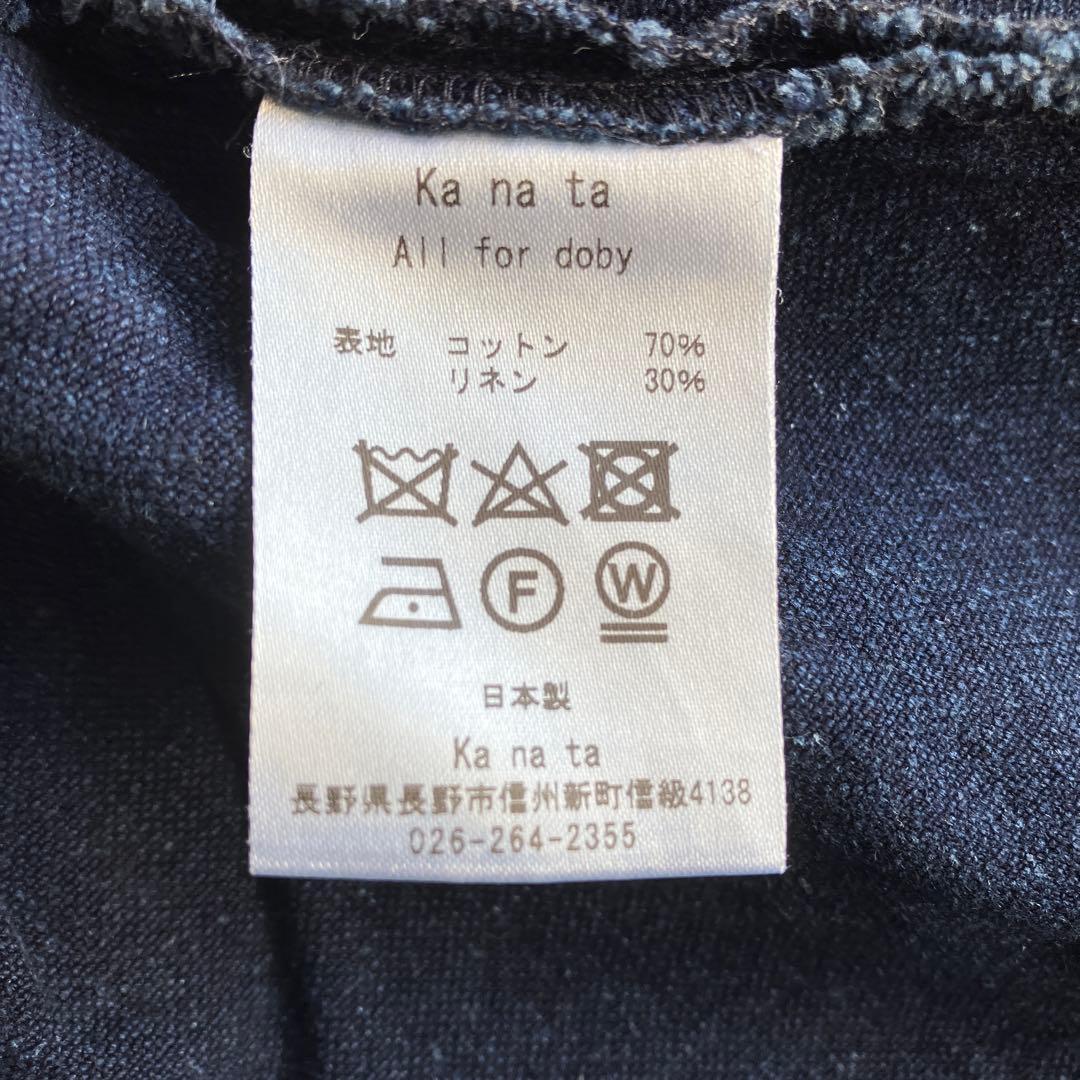 Ka na ta
All for doby
表地 コットン 70%
リネン 30%
F W
日本製
Ka na ta
長野県長野市信州新町信級4138
026-264-2355